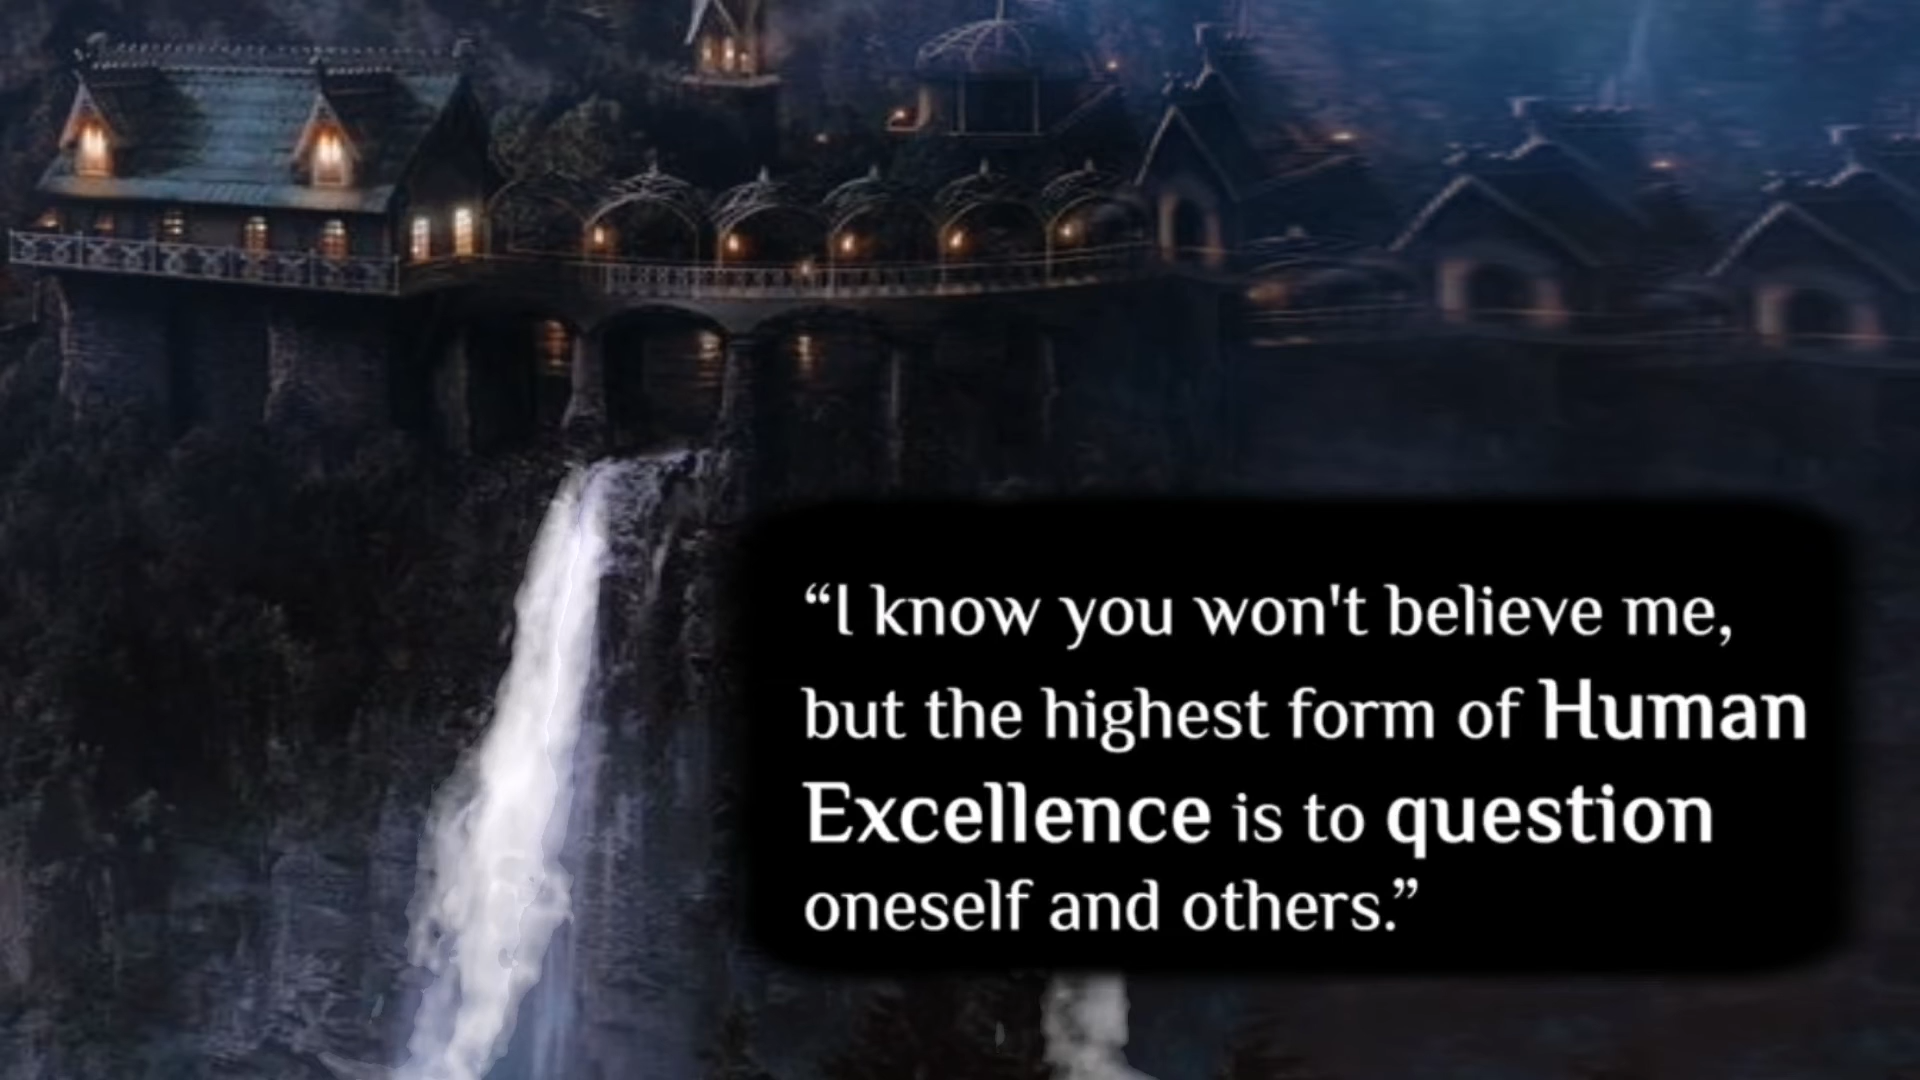 “I know you won't believe me,
but the highest form of Human
Excellence is to question
oneself and others.”